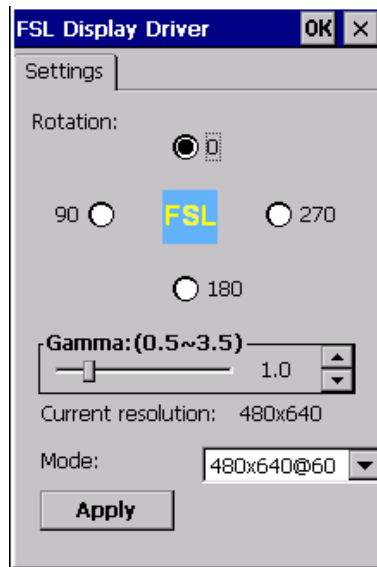 FSL Display Driver OK ×
Settings
Rotation:
0
90 FSL 270
180
Gamma:(0.5~3.5)
1.0
Current resolution: 480x640
Mode: 480x640@60
Apply